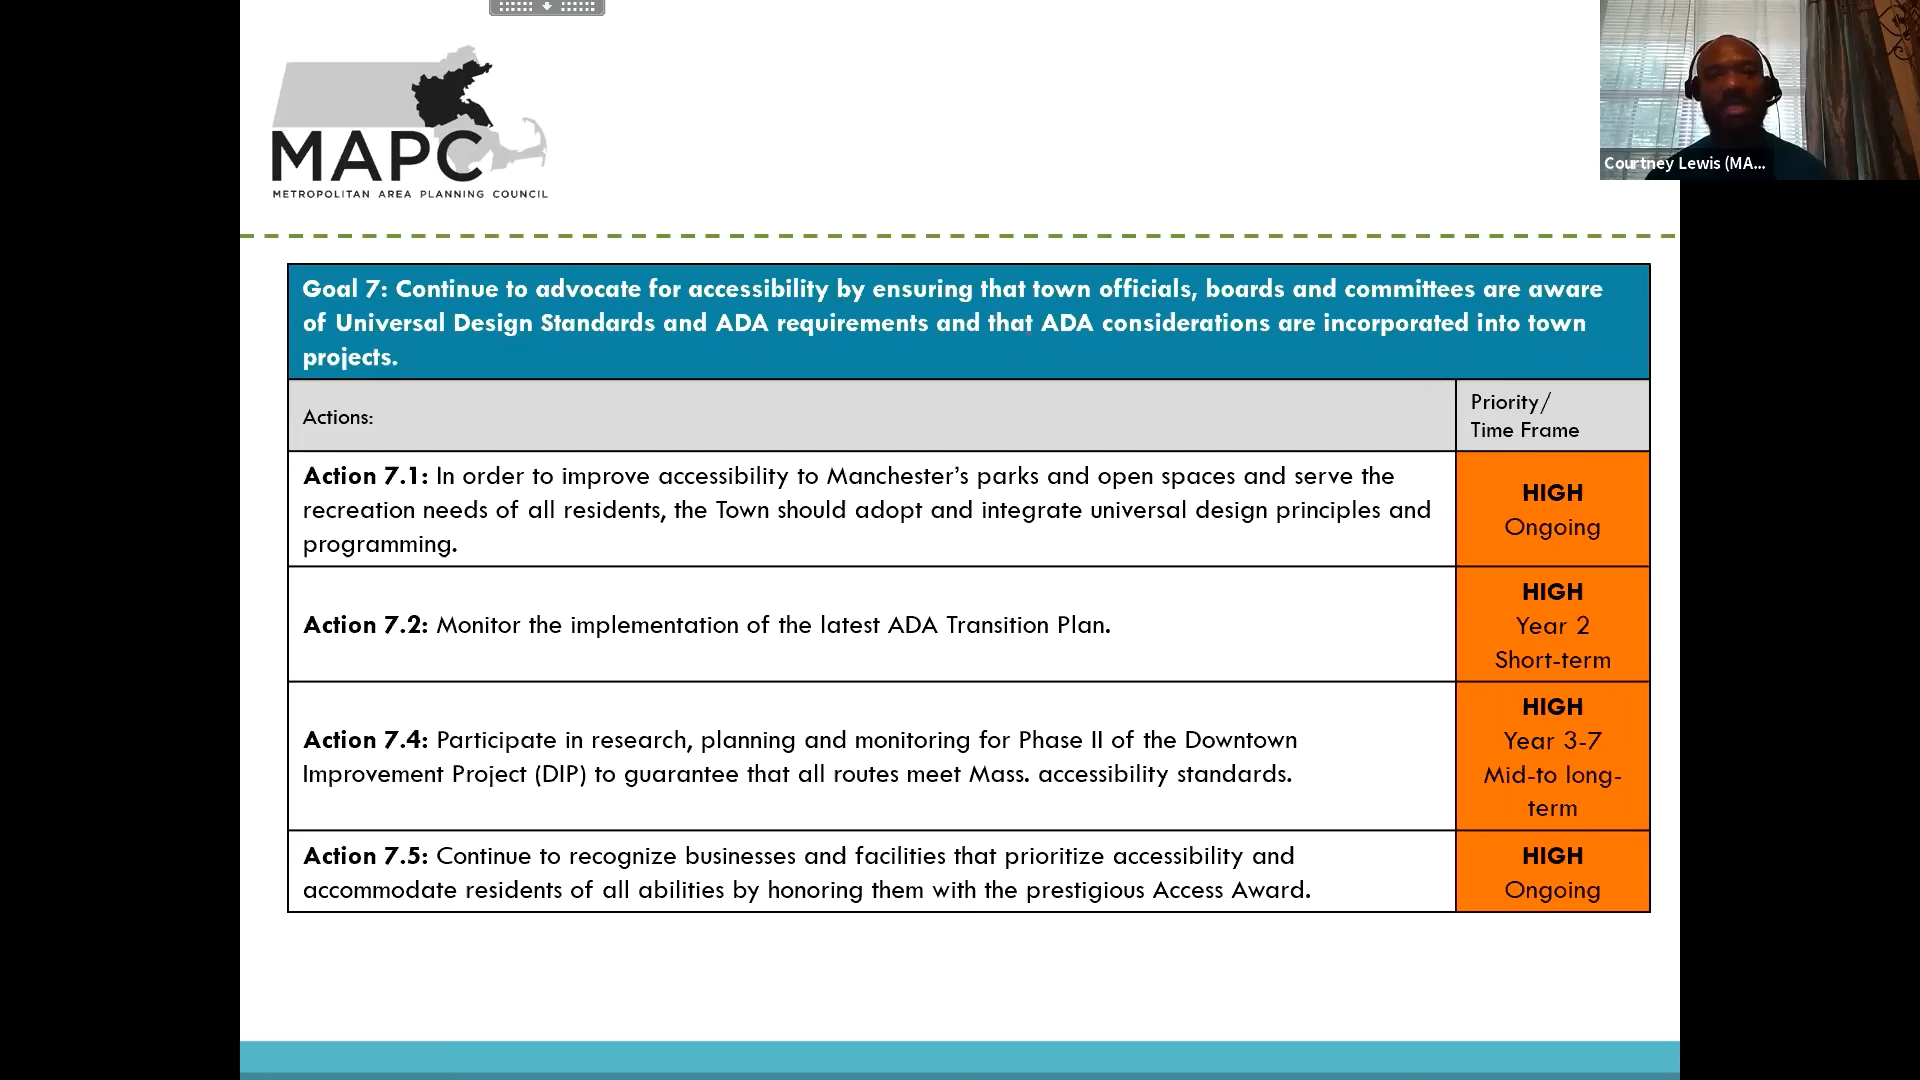 MAPC
METROPOLITAN AREA PLANNING COUNCIL
Courtney Lewis (MA...
Goal 7: Continue to advocate for accessibility by ensuring that town officials, boards and committees are aware
of Universal Design Standards and ADA requirements and that ADA considerations are incorporated into town
projects.
Actions:
Priority/
Time Frame
Action 7.1: In order to improve accessibility to Manchester’s parks and open spaces and serve the
recreation needs of all residents, the Town should adopt and integrate universal design principles and
programming.
HIGH
Ongoing
Action 7.2: Monitor the implementation of the latest ADA Transition Plan.
HIGH
Year 2
Short-term
Action 7.4: Participate in research, planning and monitoring for Phase II of the Downtown
Improvement Project (DIP) to guarantee that all routes meet Mass. accessibility standards.
HIGH
Year 3-7
Mid-to long-
term
Action 7.5: Continue to recognize businesses and facilities that prioritize accessibility and
accommodate residents of all abilities by honoring them with the prestigious Access Award.
HIGH
Ongoing